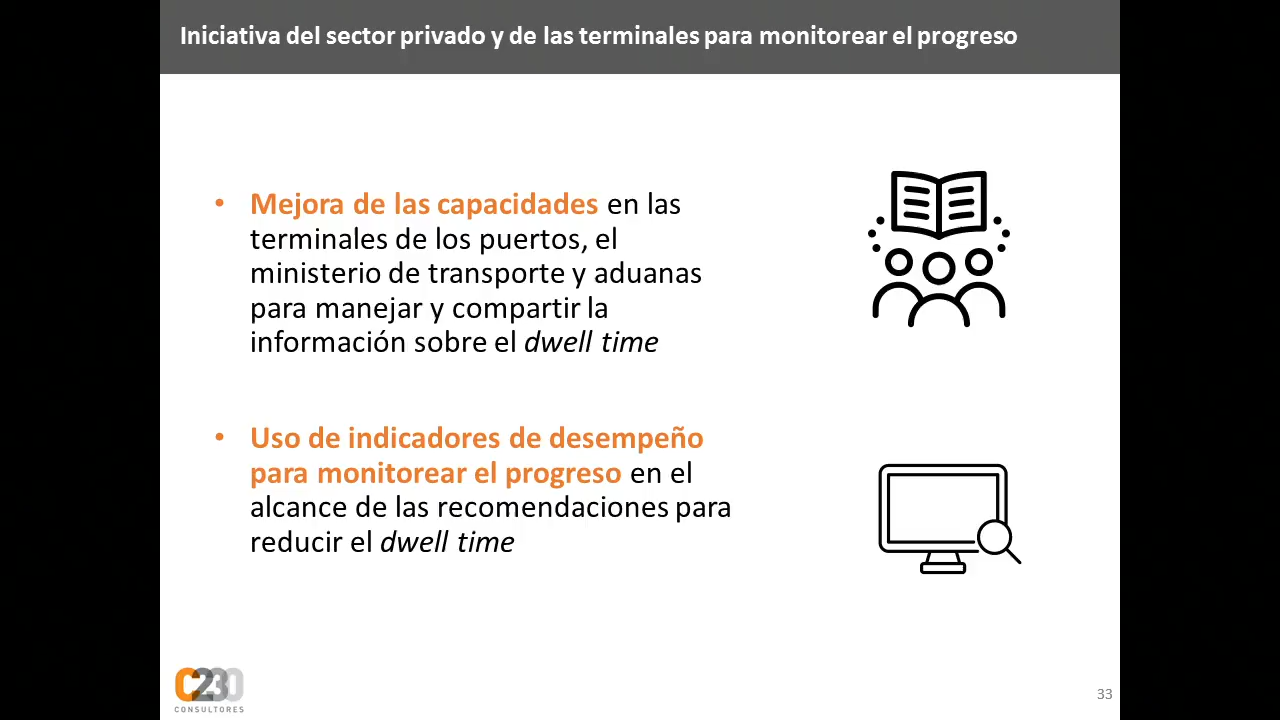 Iniciativa del sector privado y de las terminales para monitorear el progreso
• Mejora de las capacidades en las
terminales de los puertos, el
ministerio de transporte y aduanas
para manejar y compartir la
información sobre el dwell time
• Uso de indicadores de desempeño
para monitorear el progreso en el
alcance de las recomendaciones para
reducir el dwell time
C230
CONSULTORES
33